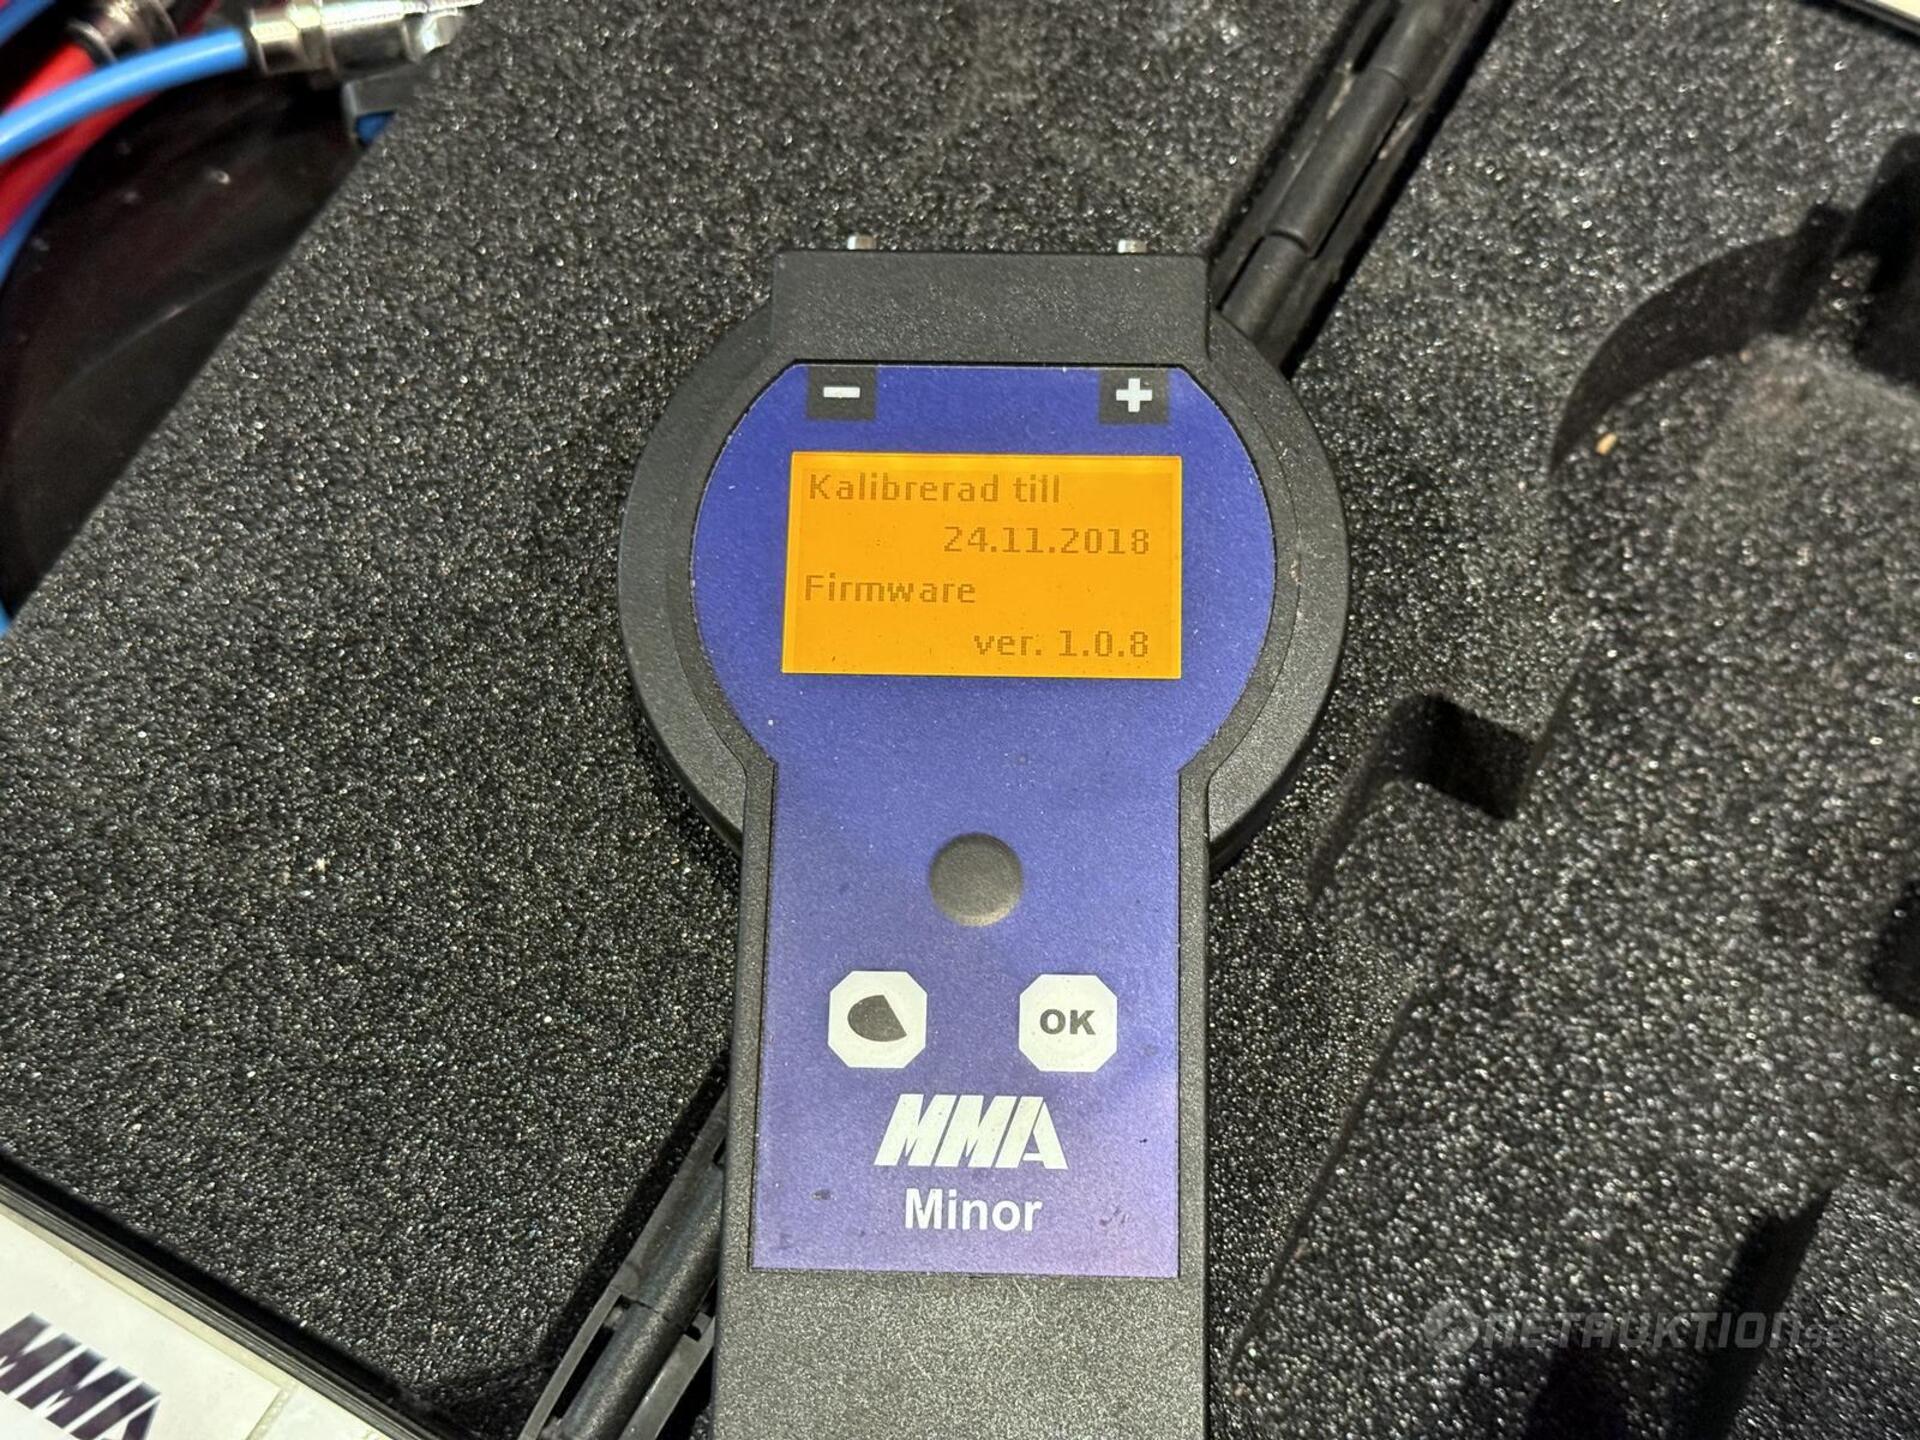 Kalibrerad till
24.11.2018
Firmware
ver. 1.0.8
OK
MMA
Minor
MMA
NETAUKTION.SE